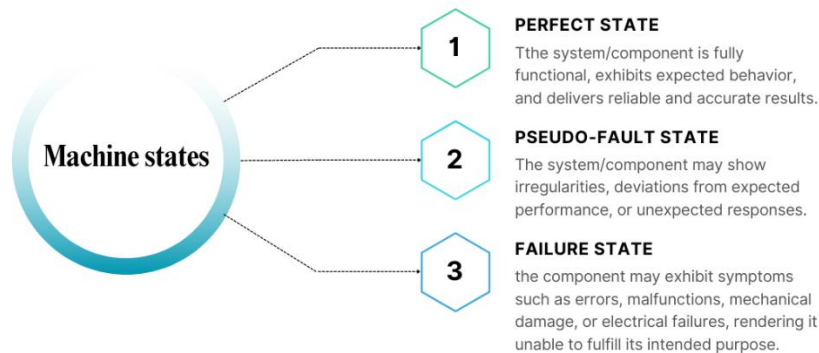 Machine states
1
PERFECT STATE
Tthe system/component is fully
functional, exhibits expected behavior,
and delivers reliable and accurate results.
2
PSEUDO-FAULT STATE
The system/component may show
irregularities, deviations from expected
performance, or unexpected responses.
3
FAILURE STATE
the component may exhibit symptoms
such as errors, malfunctions, mechanical
damage, or electrical failures, rendering it
unable to fulfill its intended purpose.